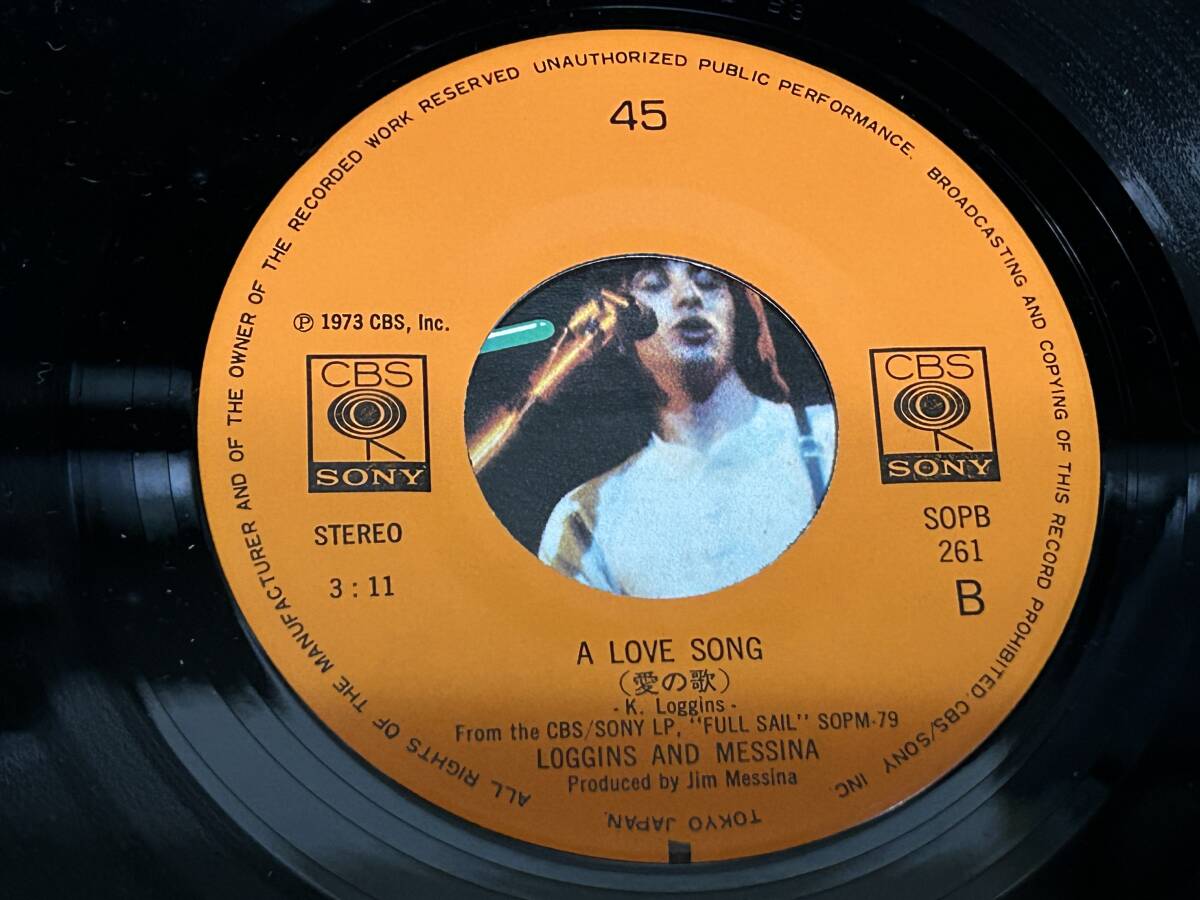 ALL RIGHTS OF THE MANUFACTURER AND OF THE OWNER OF THE RECORDED WORK RESERVED UNAUTHORIZED PUBLIC PERFORMANCE. BROADCASTING AND COPYING OF THIS RECORD PROHIBITED. CBS/SONY INC.
TOKYO JAPAN.
45
Ⓟ 1973 CBS, Inc.
CBS
SONY
STEREO
3:11
CBS
SONY
SOPB
261
B
A LOVE SONG
(愛の歌)
- K. Loggins -
From the CBS/SONY LP, "FULL SAIL" SOPM-79
LOGGINS AND MESSINA
Produced by Jim Messina